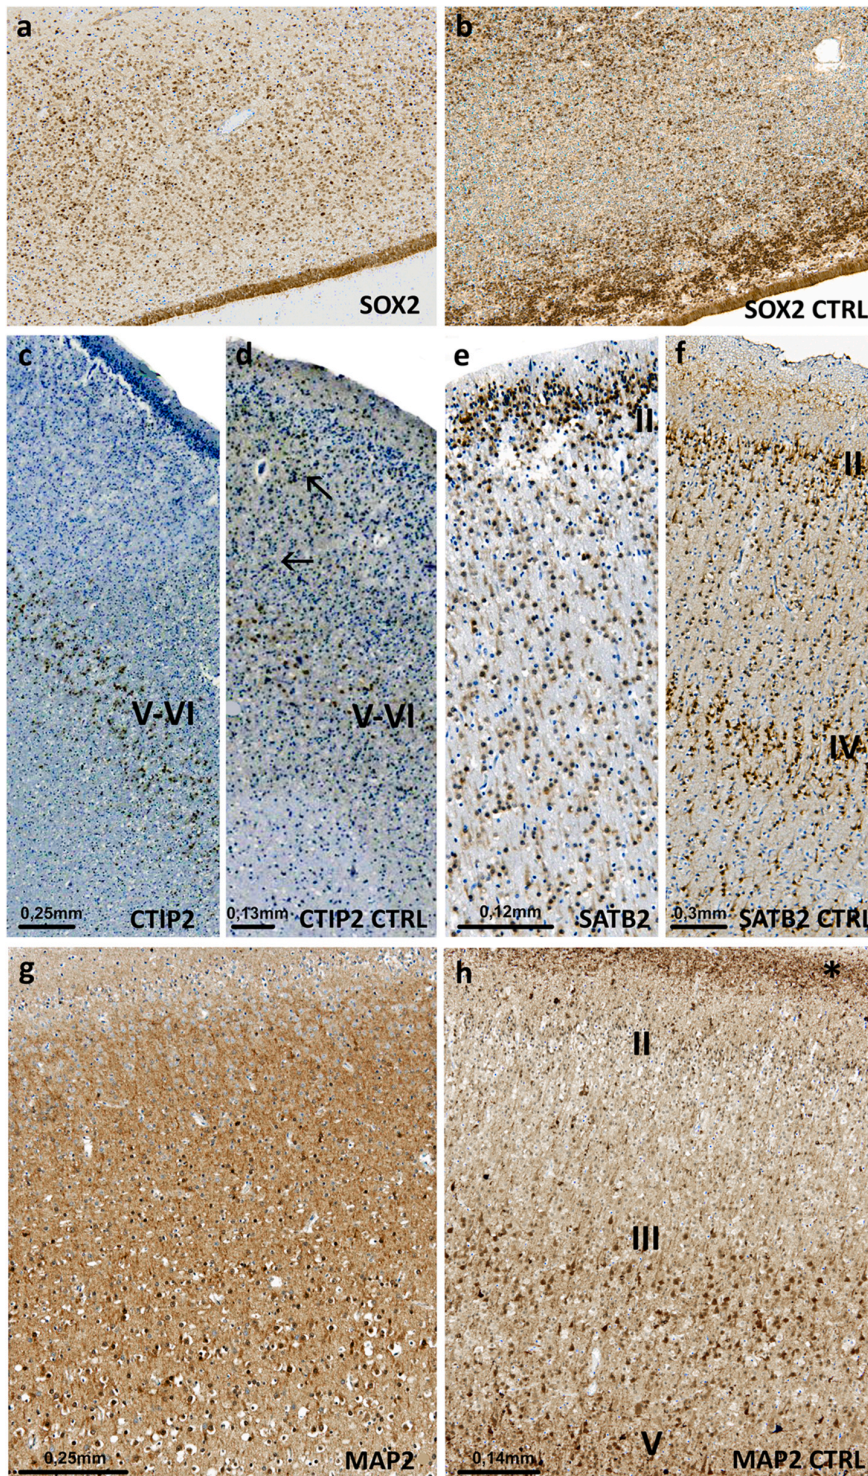 a
b
SOX2
SOX2 CTRL
c
d
e
f
II
II
V-VI
V-VI
IV
0,25mm
CTIP2
0,13mm
CTIP2 CTRL
0,12mm
SATB2
0,3mm
SATB2 CTRL
g
h
*
II
III
V
0,25mm
MAP2
0,14mm
MAP2 CTRL